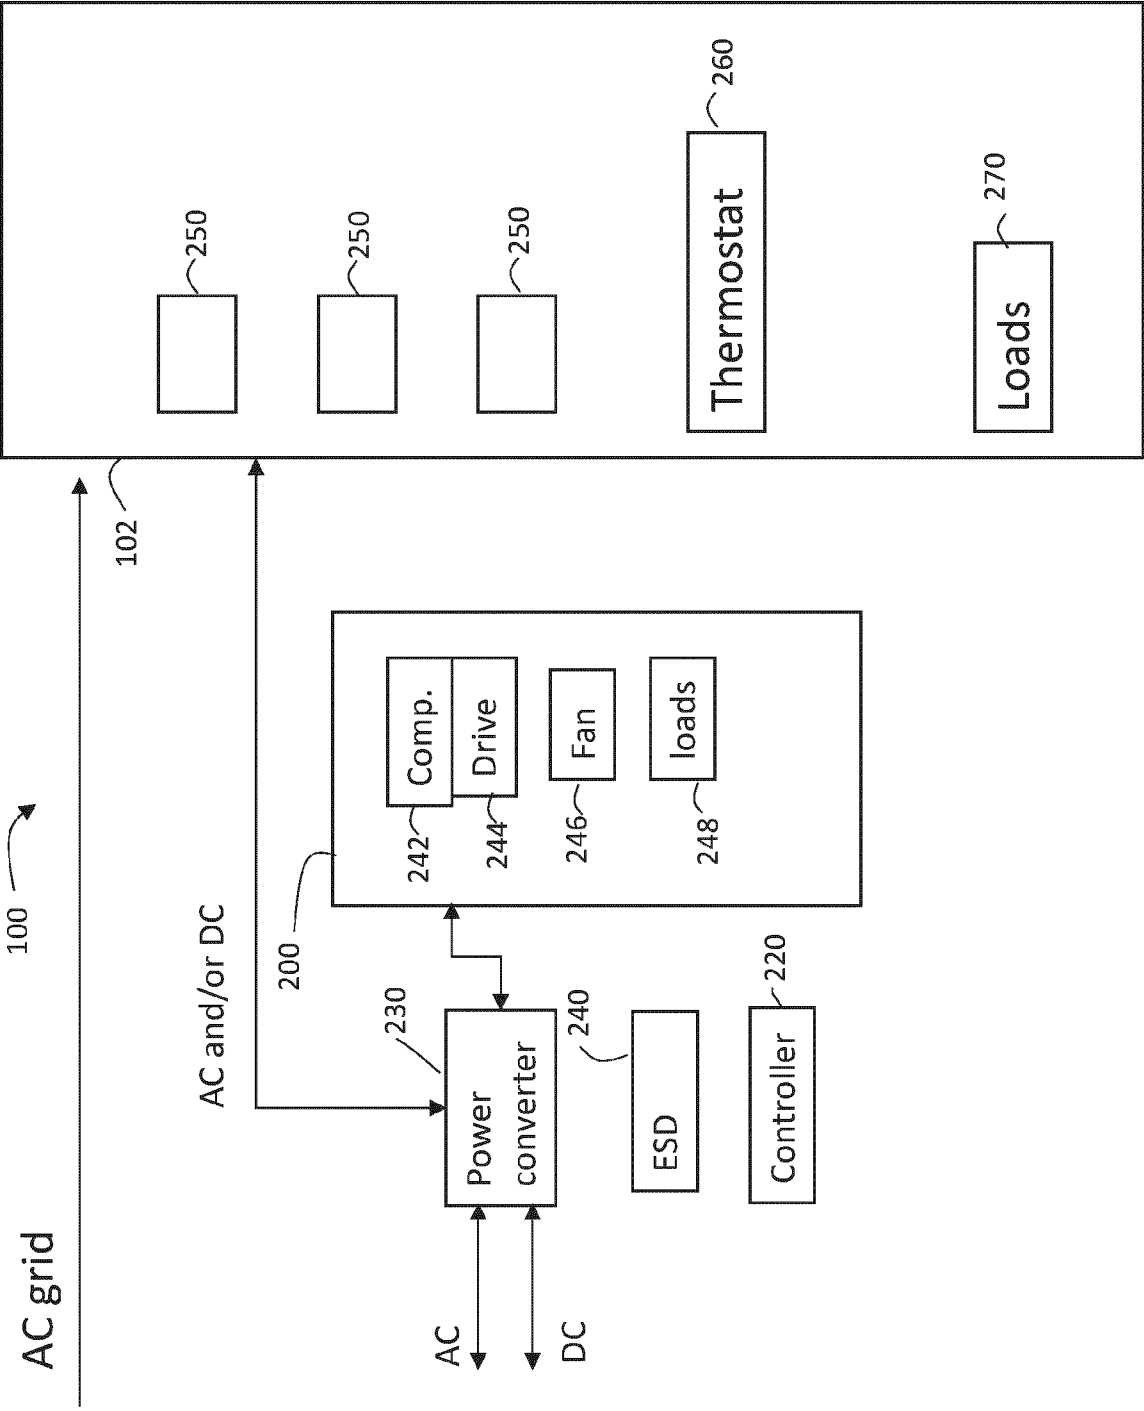 100
AC grid
102
AC and/or DC
250
250
250
Thermostat
260
Loads
270
200
Comp.
242
Drive
244
Fan
246
loads
248
230
Power
converter
AC
DC
ESD
240
Controller
220